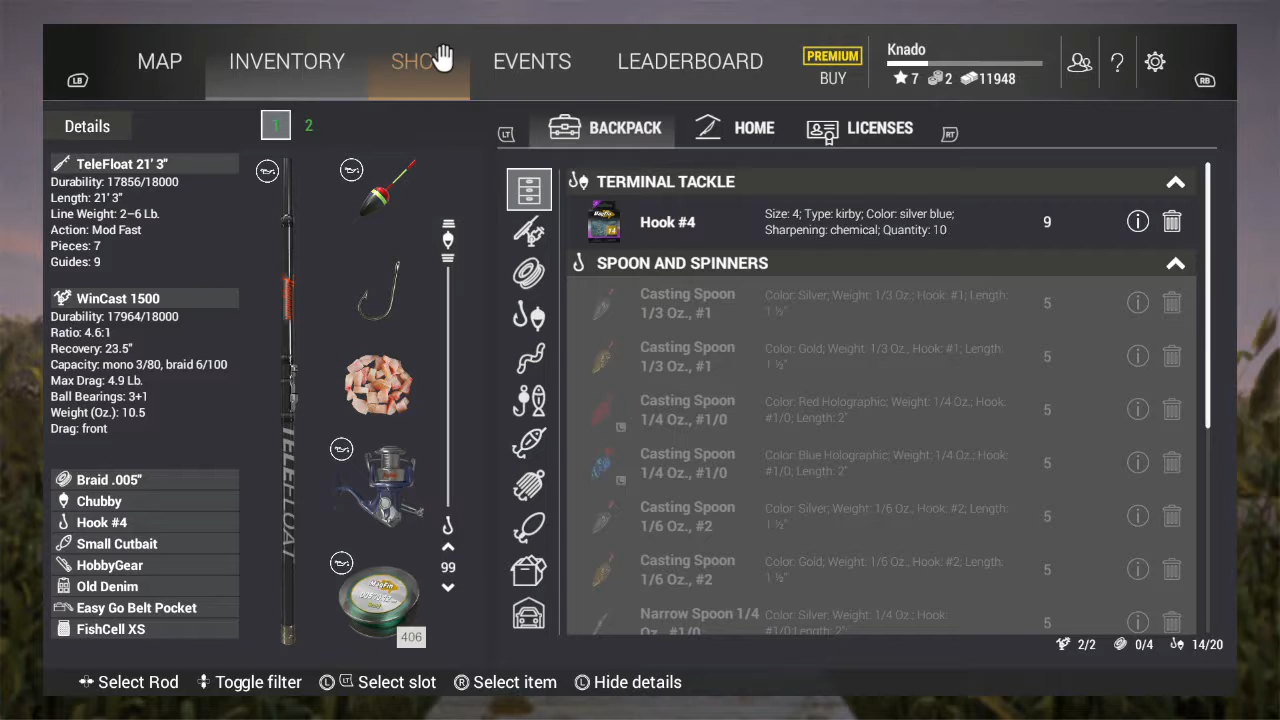 MAP
INVENTORY
SHO
EVENTS
LEADERBOARD
PREMIUM
BUY
Knado
7 2 11948
LB
RB
Details
1 2
LT
BACKPACK
HOME
LICENSES
RT
TeleFloat 21' 3"
Durability: 17856/18000
Length: 21' 3"
Line Weight: 2–6 Lb.
Action: Mod Fast
Pieces: 7
Guides: 9
WinCast 1500
Durability: 17964/18000
Ratio: 4.6:1
Recovery: 23.5"
Capacity: mono 3/80, braid 6/100
Max Drag: 4.9 Lb.
Ball Bearings: 3+1
Weight (Oz.): 10.5
Drag: front
Braid .005"
Chubby
Hook #4
Small Cutbait
HobbyGear
Old Denim
Easy Go Belt Pocket
FishCell XS
TELEFLOAT
99
406
TERMINAL TACKLE
Hook #4
Size: 4; Type: kirby; Color: silver blue;
Sharpening: chemical; Quantity: 10
9
SPOON AND SPINNERS
Casting Spoon
1/3 Oz., #1
Color: Silver; Weight: 1/3 Oz.; Hook: #1; Length:
1 ½"
5
Casting Spoon
1/3 Oz., #1
Color: Gold, Weight: 1/3 Oz., Hook: #1; Length:
1 ½"
5
Casting Spoon
1/4 Oz., #1/0
Color: Red Holographic; Weight: 1/4 Oz.; Hook:
#1/0; Length: 2"
5
Casting Spoon
1/4 Oz., #1/0
Color: Blue Holographic; Weight: 1/4 Oz.; Hook:
#1/0; Length: 2"
5
Casting Spoon
1/6 Oz., #2
Color: Silver; Weight: 1/6 Oz.; Hook: #2; Length:
1 ½"
5
Casting Spoon
1/6 Oz., #2
Color: Gold, Weight: 1/6 Oz., Hook: #2; Length:
1 ½"
5
Narrow Spoon 1/4
Oz., #1/0
Color: Silver; Weight: 1/4 Oz.; Hook:
#1/0; Length: 2"
5
2/2 0/4 14/20
Select Rod
Toggle filter
L LT Select slot
R Select item
L Hide details